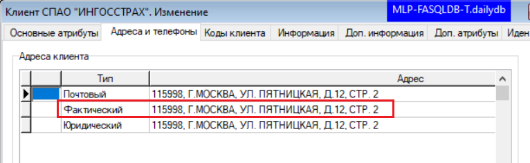 Клиент СПАО "ИНГОССТРАХ". Изменение
MLP-FASQLDB-T.dailydb
Основные атрибуты Адреса и телефоны Коды клиента Информация Доп. информация Доп. атрибуты Иден
Адреса клиента
Тип Адрес
Почтовый 115998, Г.МОСКВА, УЛ. ПЯТНИЦКАЯ, Д.12, СТР. 2
Фактический 115998, Г.МОСКВА, УЛ. ПЯТНИЦКАЯ, Д.12, СТР. 2
Юридический 115998, Г.МОСКВА, УЛ. ПЯТНИЦКАЯ, Д.12, СТР. 2